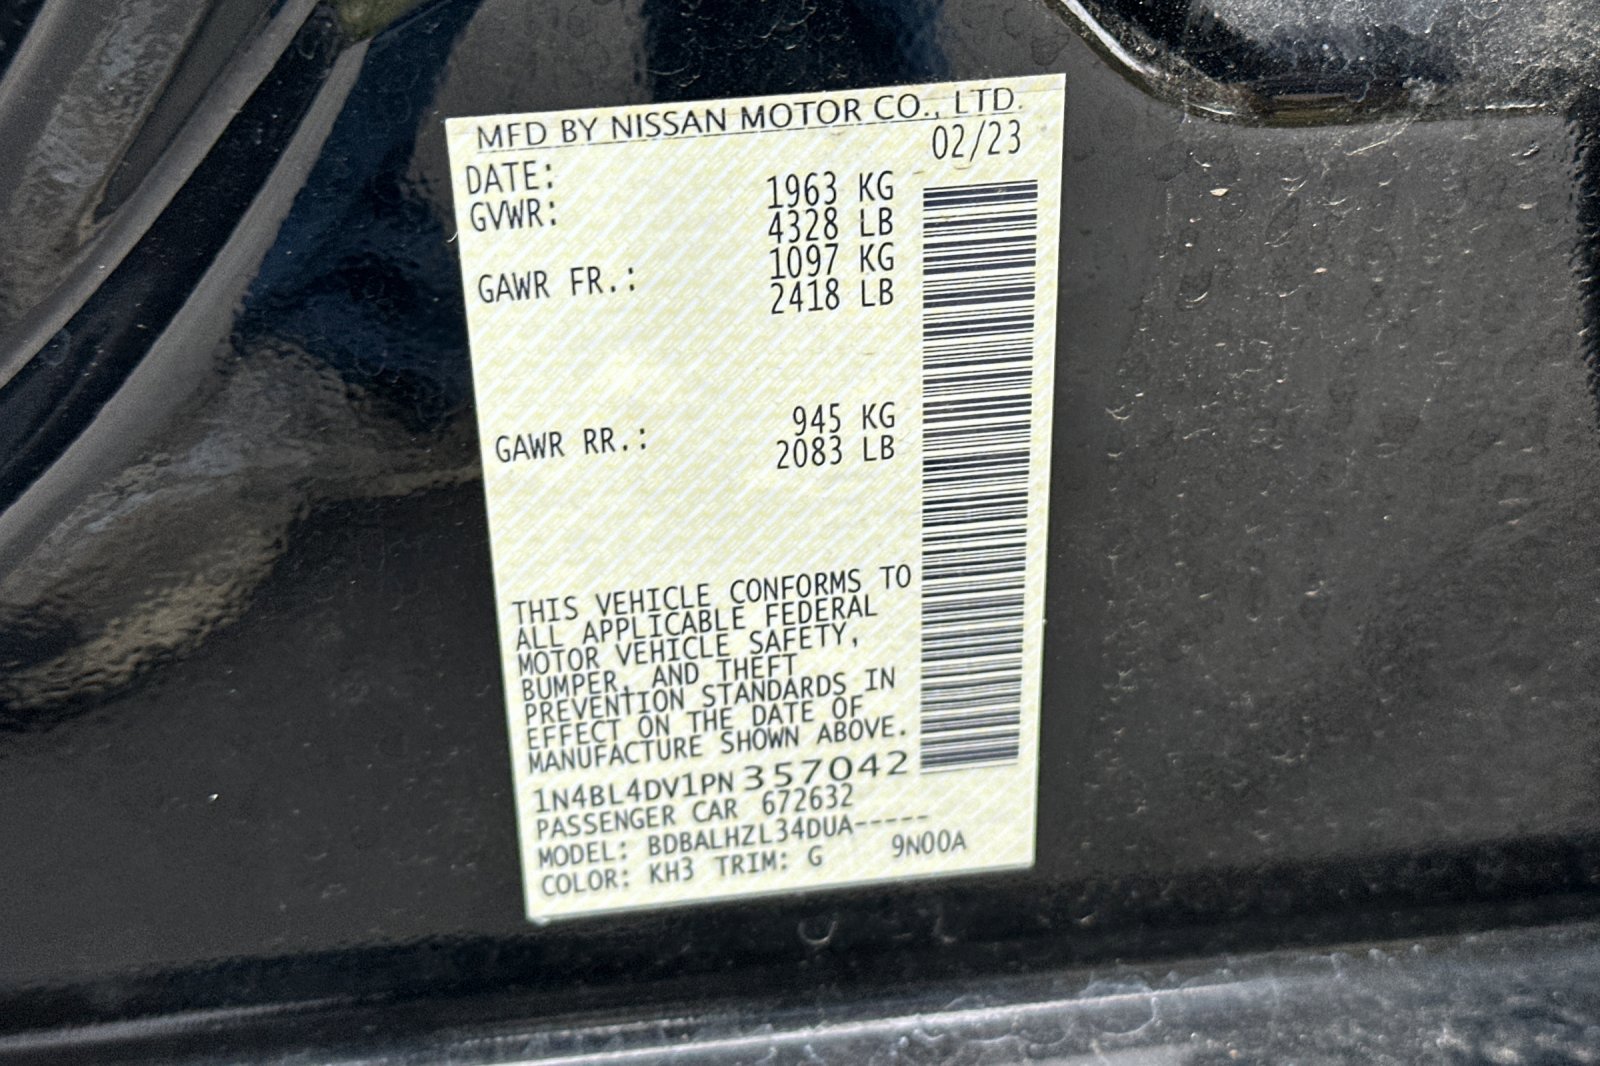 MFD BY NISSAN MOTOR CO., LTD.
DATE: 02/23
GVWR: 1963 KG
4328 LB
GAWR FR.: 1097 KG
2418 LB
GAWR RR.: 945 KG
2083 LB
THIS VEHICLE CONFORMS TO
ALL APPLICABLE FEDERAL
MOTOR VEHICLE SAFETY,
BUMPER, AND THEFT
PREVENTION STANDARDS IN
EFFECT ON THE DATE OF
MANUFACTURE SHOWN ABOVE.
1N4BL4DV1PN357042
PASSENGER CAR 672632
MODEL: BDBALHZL34DUA-----
COLOR: KH3 TRIM: G 9N00A